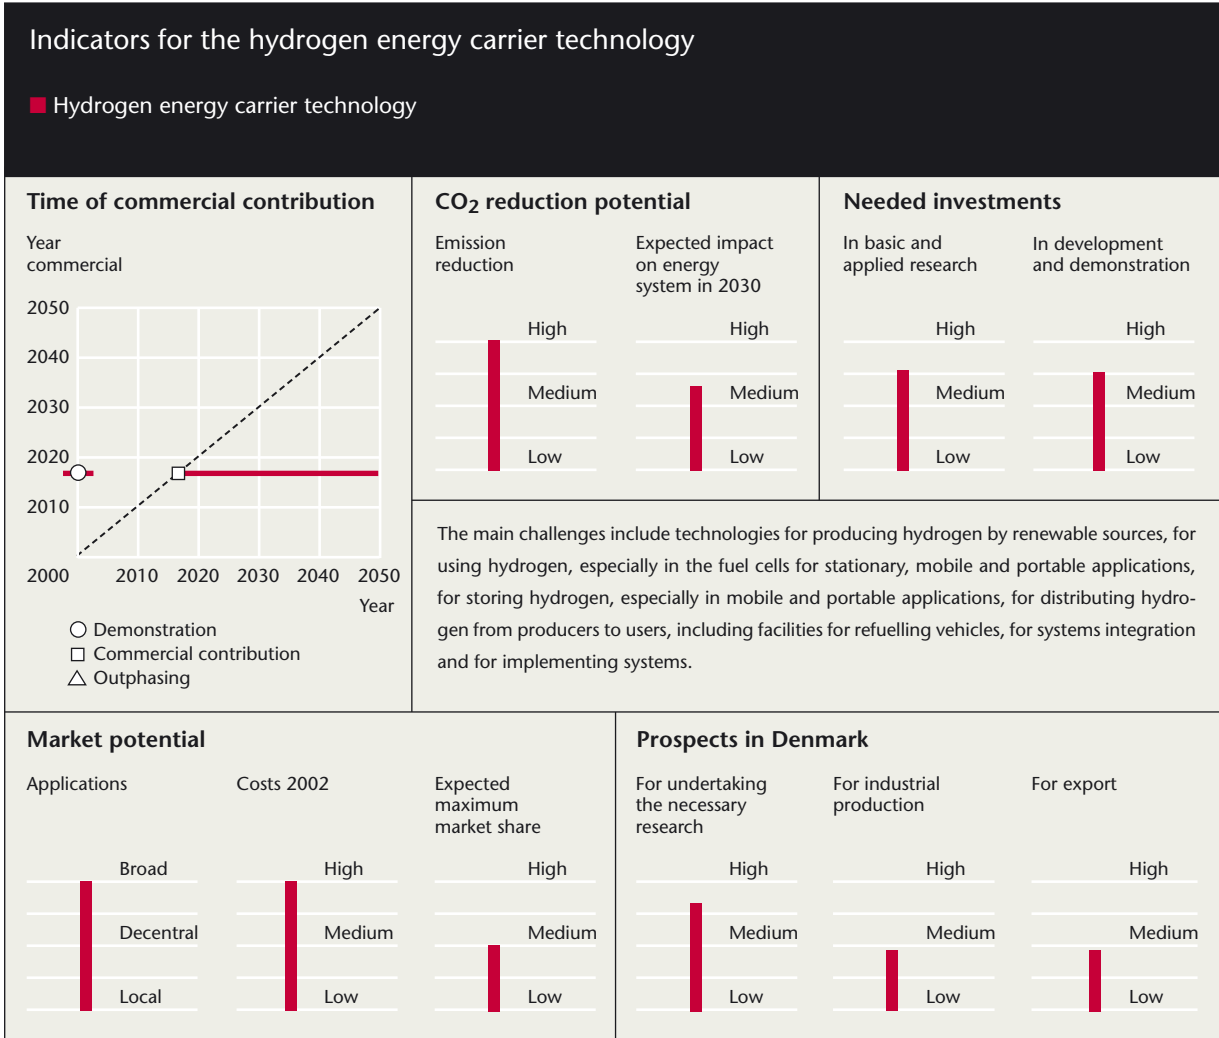 Indicators for the hydrogen energy carrier technology
Hydrogen energy carrier technology
Time of commercial contribution
Year
commercial
2050
2040
2030
2020
2010
2000 2010 2020 2030 2040 2050
Year
Demonstration
Commercial contribution
Outphasing
CO2 reduction potential
Emission
reduction
High
Medium
Low
Expected impact
on energy
system in 2030
High
Medium
Low
Needed investments
In basic and
applied research
High
Medium
Low
In development
and demonstration
High
Medium
Low
The main challenges include technologies for producing hydrogen by renewable sources, for
using hydrogen, especially in the fuel cells for stationary, mobile and portable applications,
for storing hydrogen, especially in mobile and portable applications, for distributing hydro-
gen from producers to users, including facilities for refuelling vehicles, for systems integration
and for implementing systems.
Market potential
Applications
Broad
Decentral
Local
Costs 2002
High
Medium
Low
Expected
maximum
market share
High
Medium
Low
Prospects in Denmark
For undertaking
the necessary
research
High
Medium
Low
For industrial
production
High
Medium
Low
For export
High
Medium
Low